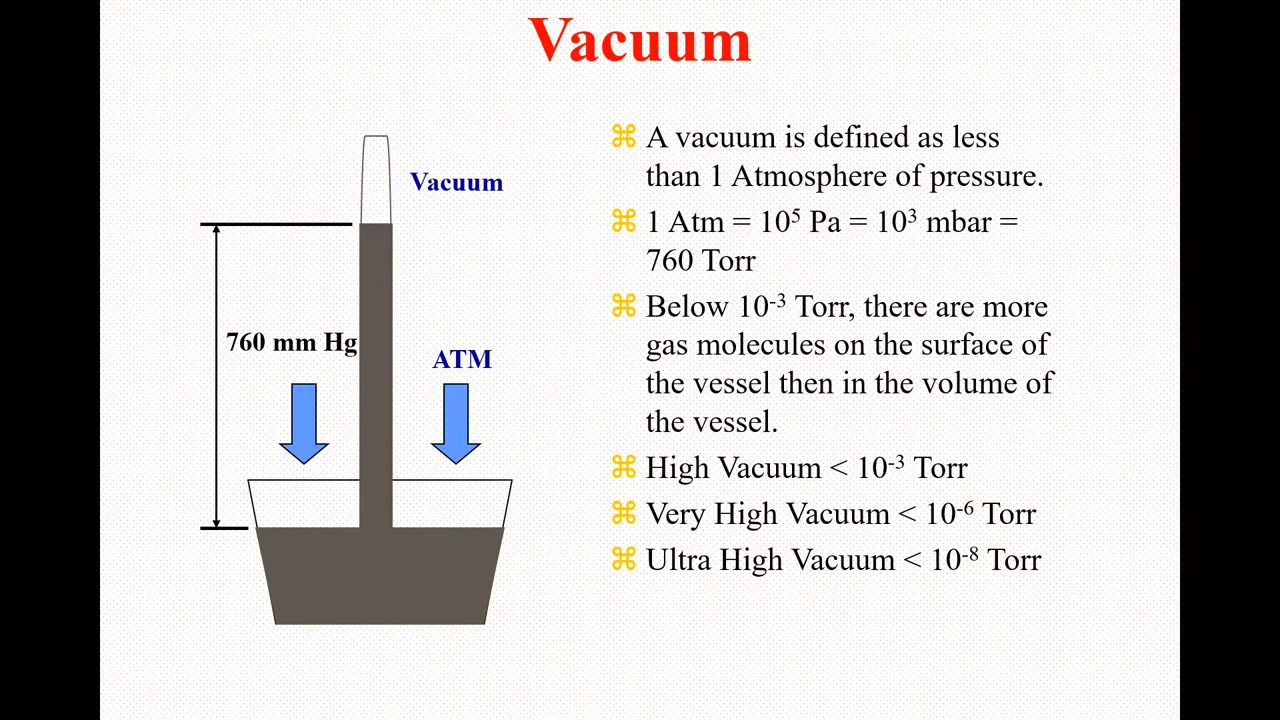 Vacuum
Vacuum
760 mm Hg
ATM
⌘ A vacuum is defined as less
than 1 Atmosphere of pressure.
⌘ 1 Atm = 10⁵ Pa = 10³ mbar =
760 Torr
⌘ Below 10⁻³ Torr, there are more
gas molecules on the surface of
the vessel then in the volume of
the vessel.
⌘ High Vacuum < 10⁻³ Torr
⌘ Very High Vacuum < 10⁻⁶ Torr
⌘ Ultra High Vacuum < 10⁻⁸ Torr